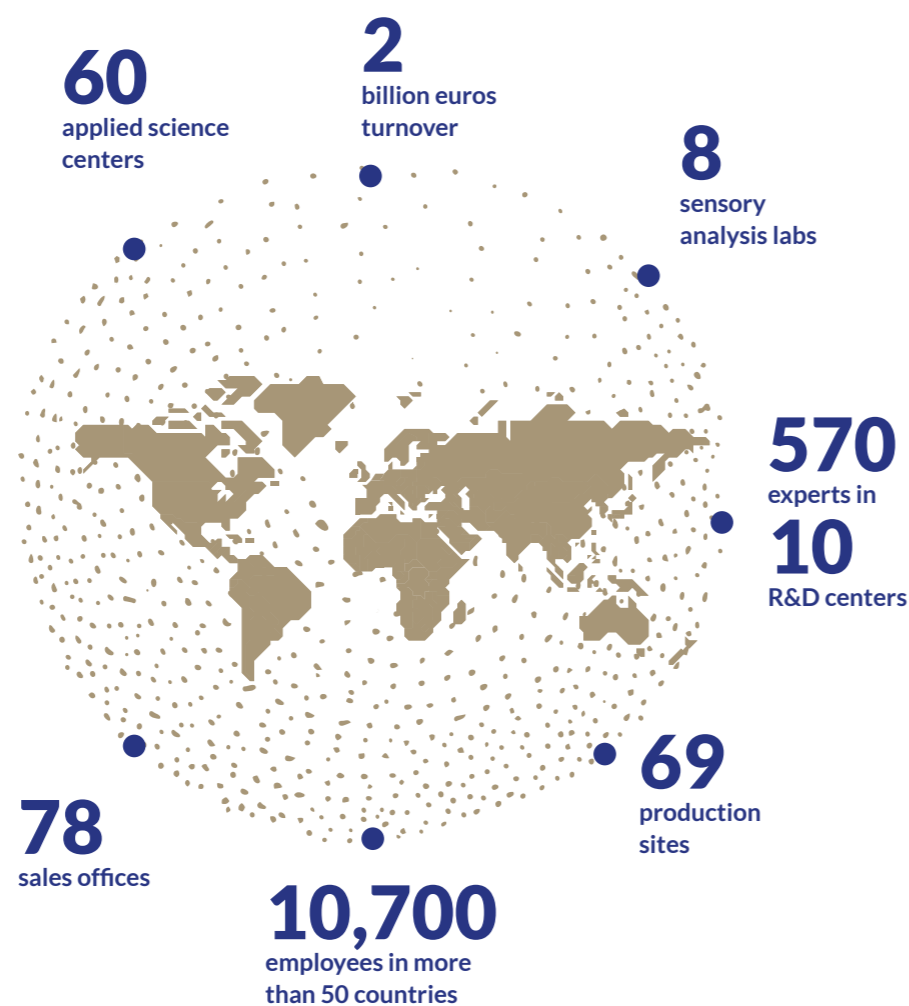 2
billion euros
turnover
60
applied science
centers
8
sensory
analysis labs
570
experts in
10
R&D centers
69
production
sites
78
sales offices
10,700
employees in more
than 50 countries